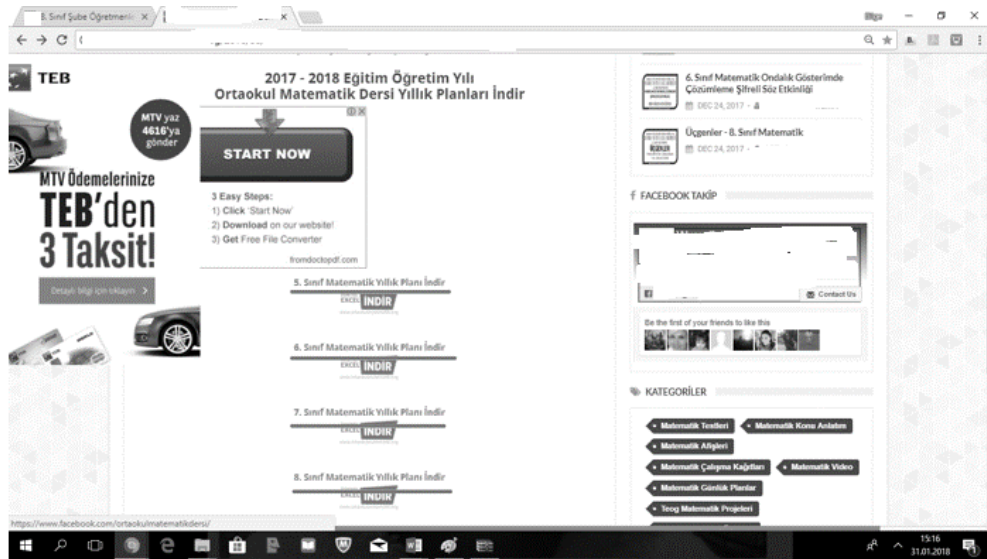 8. Sınıf Şube Öğretmenle
TEB
MTV yaz
4616'ya
gönder
MTV Ödemelerinize
TEB'den
3 Taksit!
Detaylı bilgi için tıklayın
2017 - 2018 Eğitim Öğretim Yılı
Ortaokul Matematik Dersi Yıllık Planları İndir
START NOW
3 Easy Steps:
1) Click 'Start Now'
2) Download on our website!
3) Get Free File Converter
fromdoctopdf.com
5. Sınıf Matematik Yıllık Planı İndir
EXCEL İNDİR
6. Sınıf Matematik Yıllık Planı İndir
EXCEL İNDİR
7. Sınıf Matematik Yıllık Planı İndir
EXCEL İNDİR
8. Sınıf Matematik Yıllık Planı İndir
EXCEL İNDİR
6. Sınıf Matematik Ondalık Gösterimde
Çözümleme Şifreli Söz Etkinliği
DEC 24, 2017 -
Üçgenler - 8. Sınıf Matematik
DEC 24, 2017 -
FACEBOOK TAKİP
Contact Us
Be the first of your friends to like this
KATEGORİLER
Matematik Testleri
Matematik Konu Anlatım
Matematik Afişleri
Matematik Çalışma Kağıtları
Matematik Video
Matematik Günlük Planlar
Teog Matematik Projeleri
https://www.facebook.com/ortaokulmatematikdersi/
15:16
31.01.2018